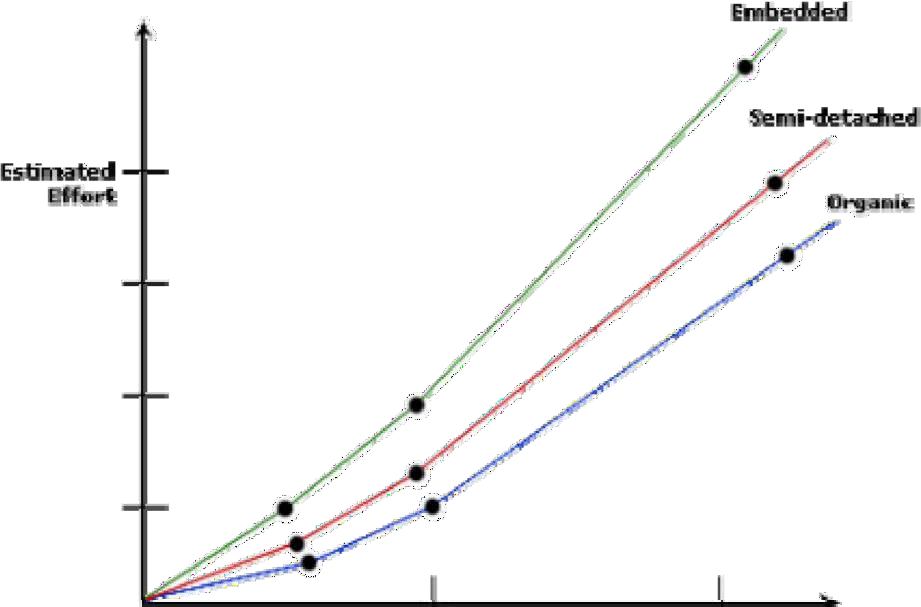 Embedded
Semi-detached
Estimated
Effort
Organic